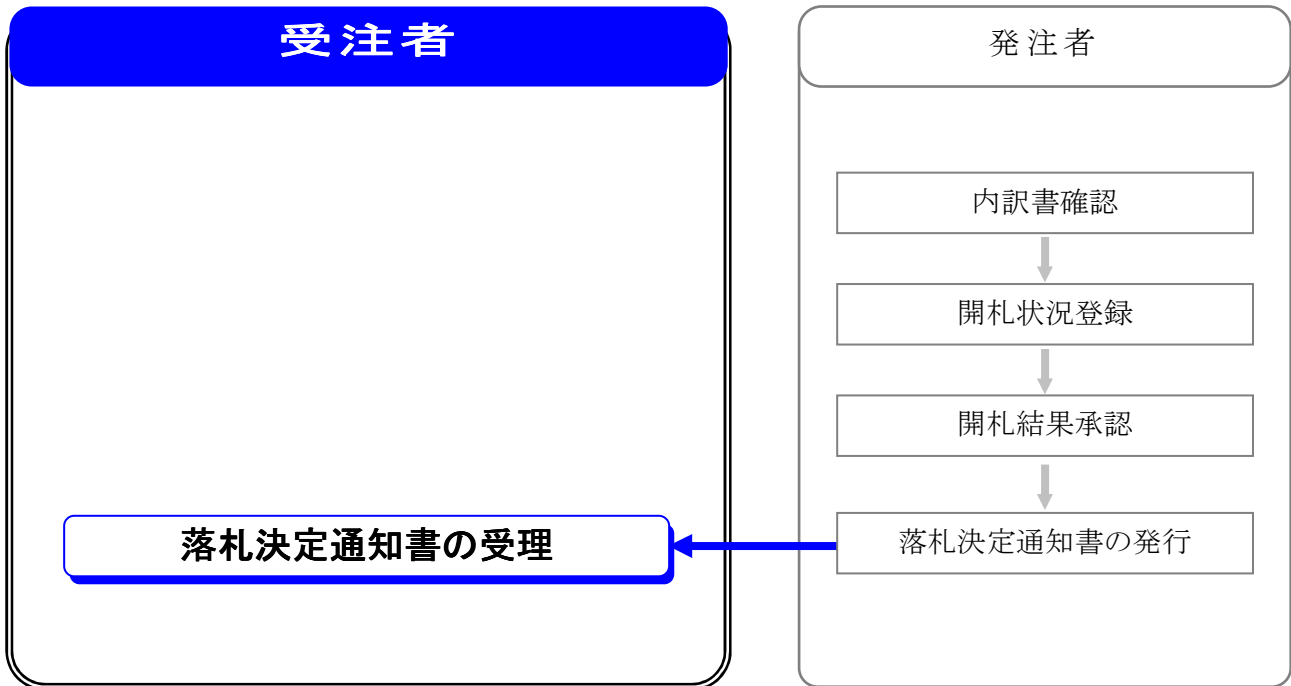 受注者
発注者
内訳書確認
開札状況登録
開札結果承認
落札決定通知書の受理
落札決定通知書の発行